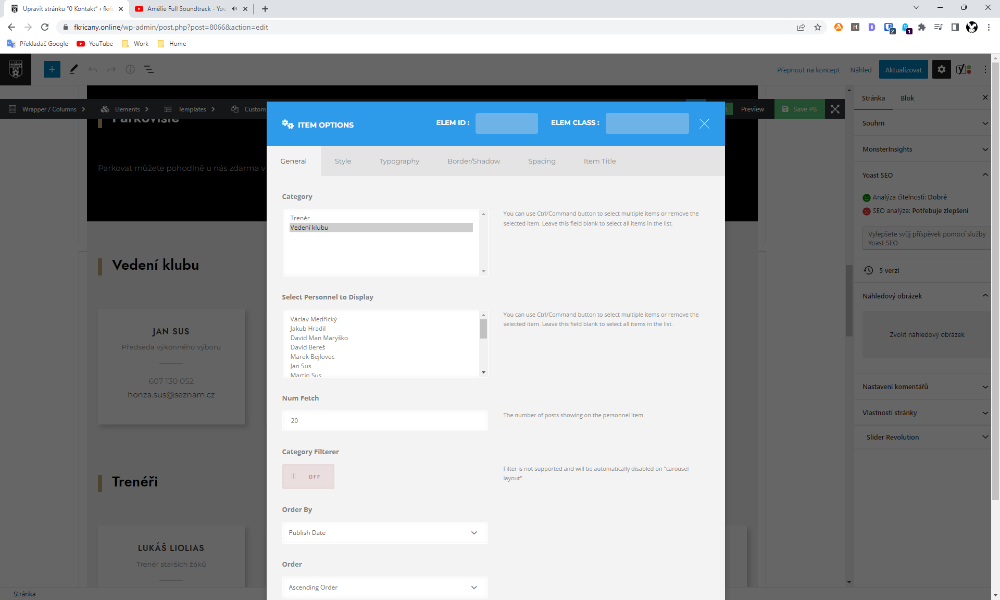 Upravit stránku “0 Kontakt” ‹ fkric
Amélie Full Soundtrack - You
fkricany.online/wp-admin/post.php?post=8066&action=edit
Překladač Google
YouTube
Work
Home
Přepnout na koncept
Náhled
Aktualizovat
Wrapper / Columns
Elements
Templates
Custom
Preview
Save PB
Parkoviště
Parkovat můžete pohodlně u nás zdarma v
Vedení klubu
JAN SUS
Předseda výkonného výboru
607 130 052
honza.sus@seznam.cz
Trenéři
LUKÁŠ LIOLIAS
Trenér starších žáků
Stránka
ITEM OPTIONS
ELEM ID :
ELEM CLASS :
General
Style
Typography
Border/Shadow
Spacing
Item Title
Category
Trenér
Vedení klubu
You can use Ctrl/Command button to select multiple items or remove the
selected item. Leave this field blank to select all items in the list.
Select Personnel to Display
Václav Medřický
Jakub Hradil
David Man Maryško
David Bereš
Marek Bejlovec
Jan Sus
Martin Sus
You can use Ctrl/Command button to select multiple items or remove the
selected item. Leave this field blank to select all items in the list.
Num Fetch
20
The number of posts showing on the personnel item
Category Filterer
OFF
Filter is not supported and will be automatically disabled on "carousel
layout".
Order By
Publish Date
Order
Ascending Order
Stránka
Blok
Souhrn
MonsterInsights
Yoast SEO
Analýza čitelnosti: Dobré
SEO analýza: Potřebuje zlepšení
Vylepšete svůj příspěvek pomocí služby
Yoast SEO
5 verzí
Náhledový obrázek
Zvolit náhledový obrázek
Nastavení komentářů
Vlastnosti stránky
Slider Revolution